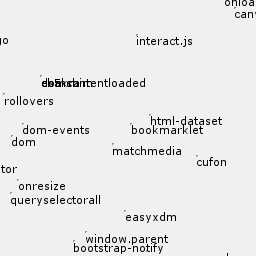 onloa
can
go
interact.js
domcontentloaded
rollovers
html-dataset
dom-events
bookmarklet
dom
matchmedia
cufon
tor
onresize
queryselectorall
easyxdm
window.parent
bootstrap-notify